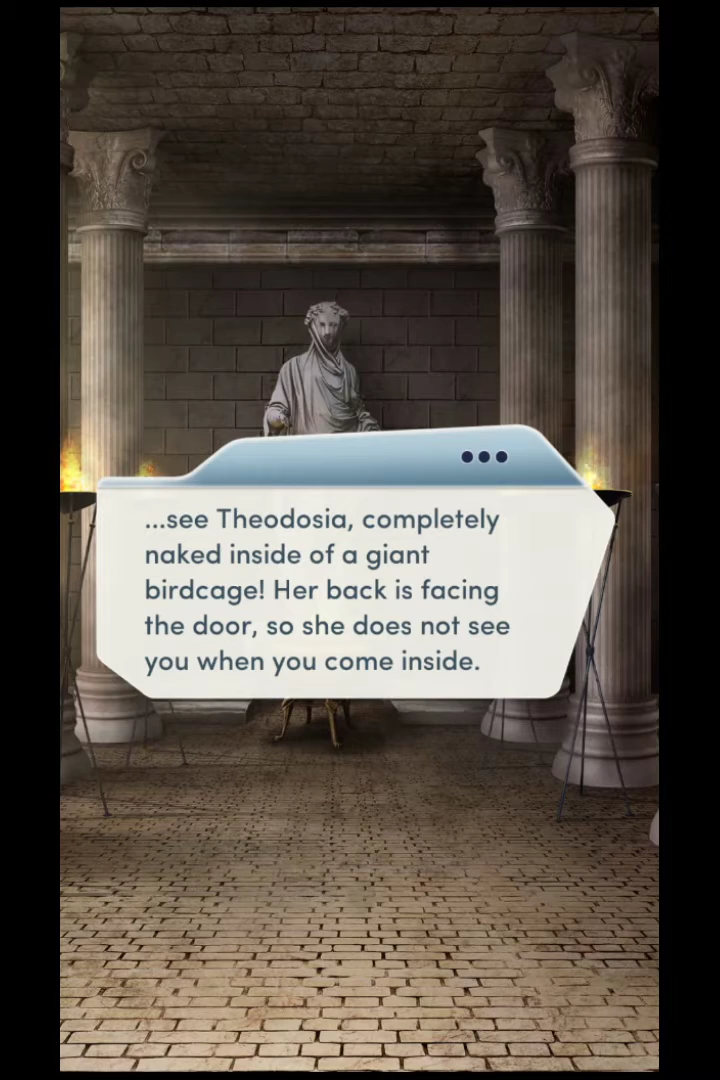 ...see Theodosia, completely
naked inside of a giant
birdcage! Her back is facing
the door, so she does not see
you when you come inside.